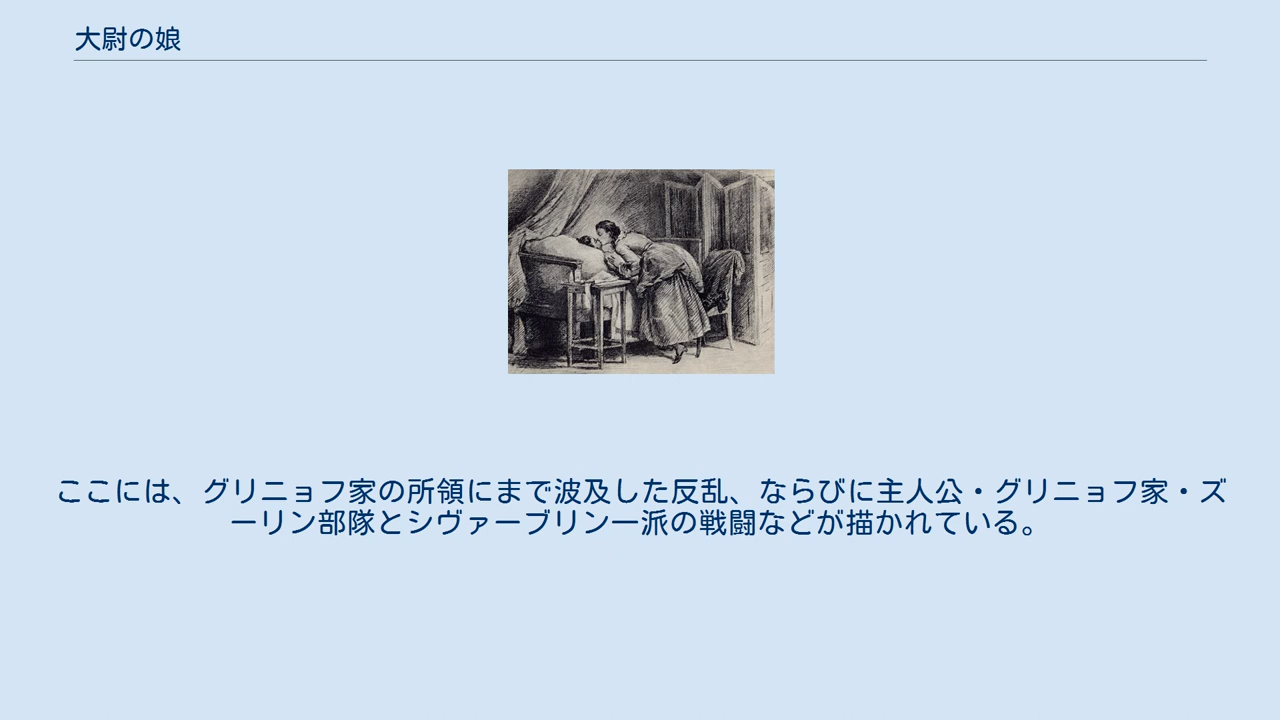 大尉の娘
ここには、グリニョフ家の所領にまで波及した反乱、ならびに主人公・グリニョフ家・ズ
ーリン部隊とシヴァーブリン一派の戦闘などが描かれている。